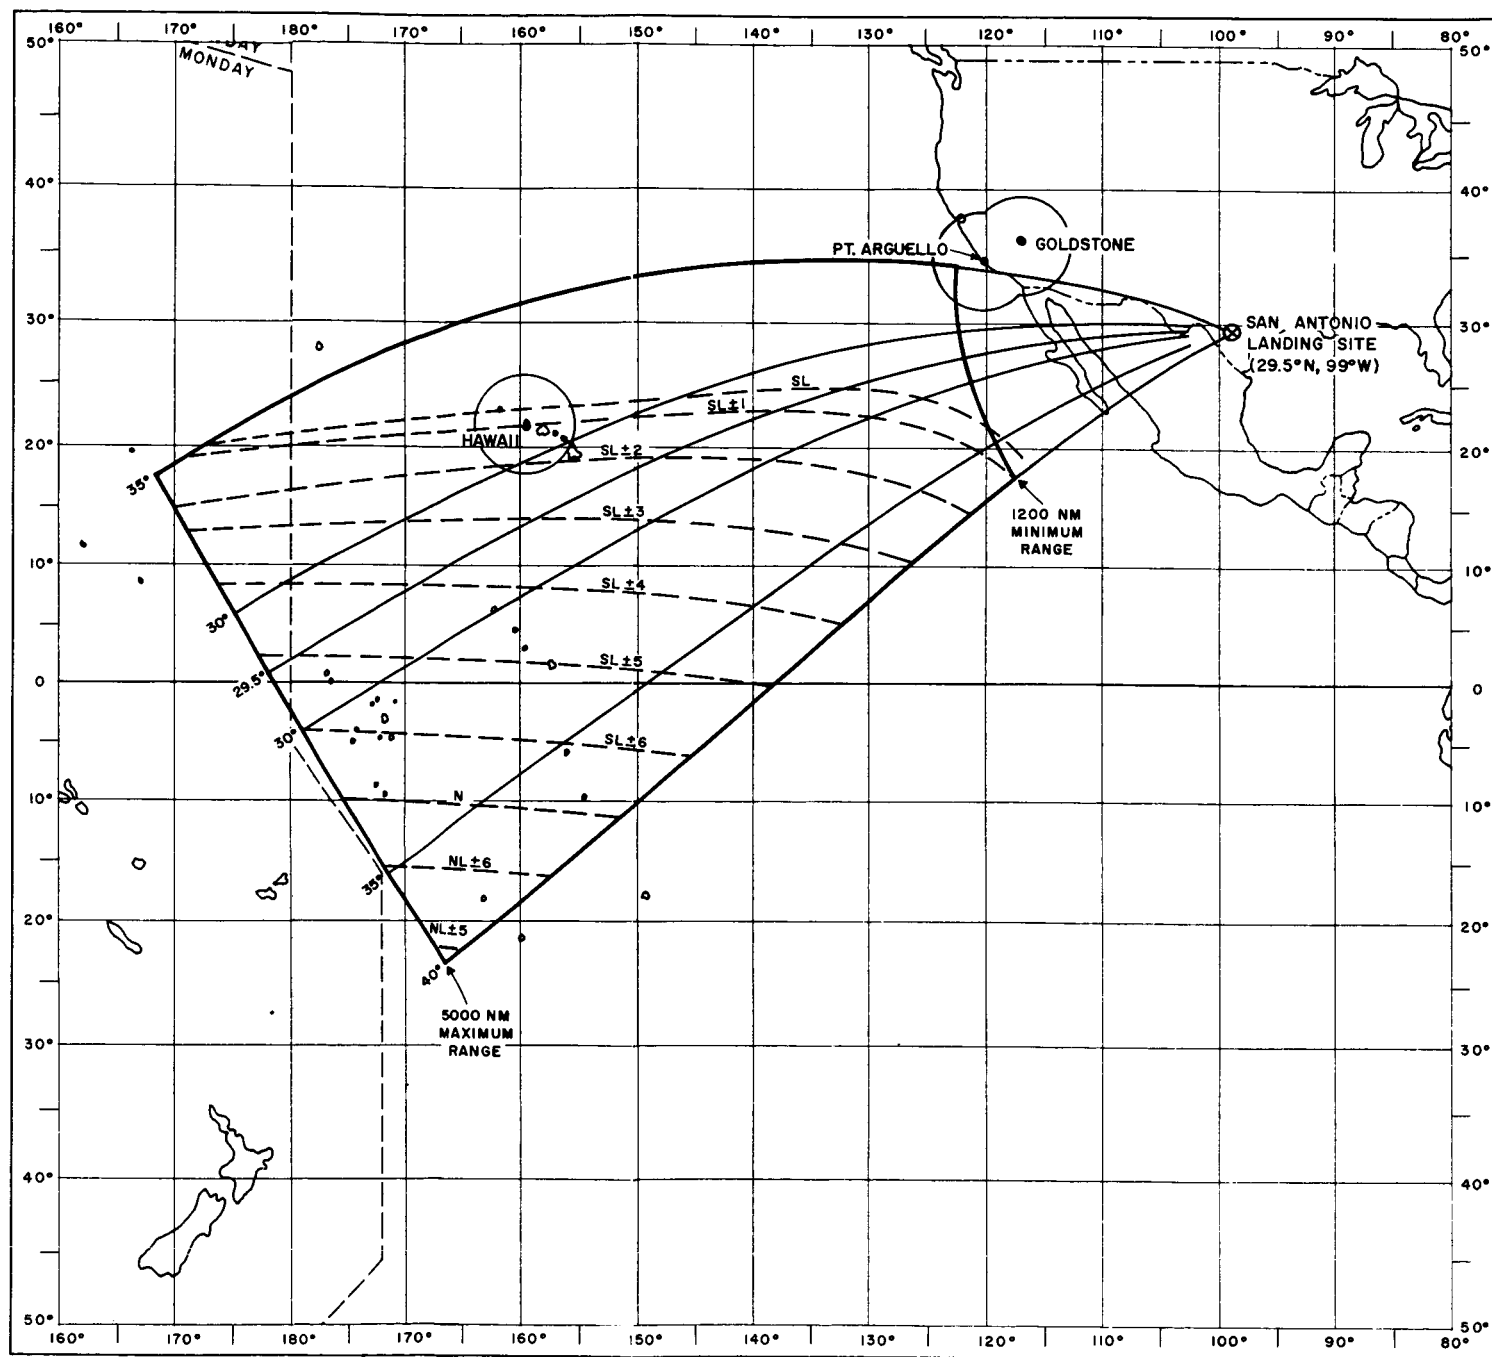 160° 170° 180° 170° 160° 150° 140° 130° 120° 110° 100° 90° 80°
50° 50°
DAY
MONDAY
40° 40°
GOLDSTONE
PT. ARGUELLO
30° 30°
SAN ANTONIO
LANDING SITE
(29.5°N, 99°W)
SL
SL±1
HAWAII
SL±2
20° 20°
35°
SL±3
1200 NM
MINIMUM
RANGE
10° 10°
SL±4
30°
SL±5
29.5°
0 0
30°
SL±6
N
10° 10°
NL±6
35°
20° 20°
NL±5
40°
5000 NM
MAXIMUM
RANGE
30° 30°
40° 40°
50° 50°
160° 170° 180° 170° 160° 150° 140° 130° 120° 110° 100° 90° 80°